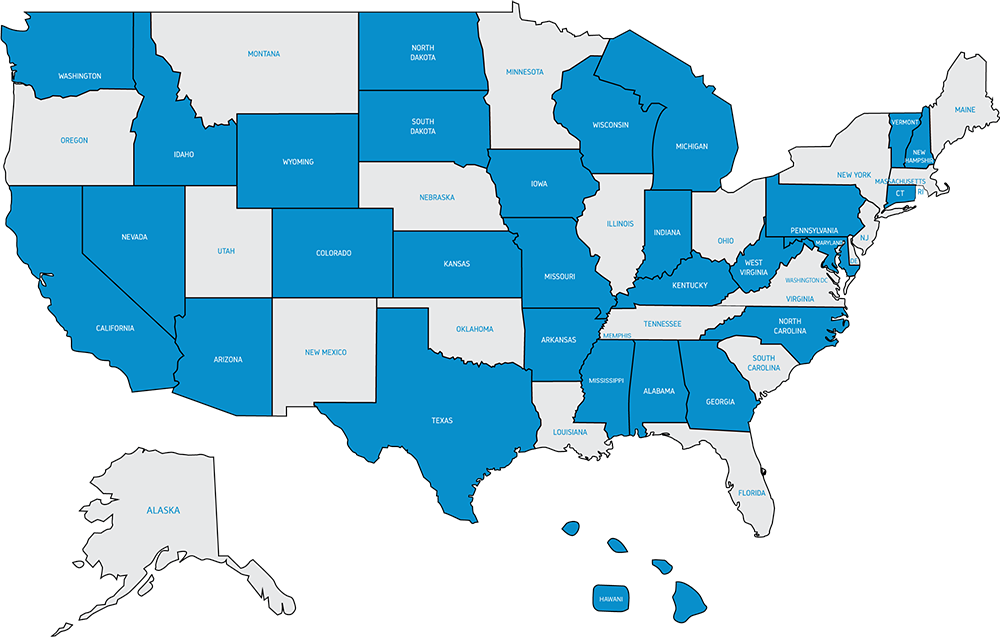 WASHINGTON
MONTANA
NORTH
DAKOTA
MINNESOTA
MAINE
OREGON
IDAHO
WYOMING
SOUTH
DAKOTA
WISCONSIN
MICHIGAN
VERMONT
NEW
HAMPSHIR
NEW YORK
MASSACHUSETTS
CT
RI
NEVADA
UTAH
COLORADO
NEBRASKA
IOWA
ILLINOIS
INDIANA
OHIO
PENNSYLVANIA
NJ
MARYLAND
DE
WASHINGTON DC
WEST
VIRGINIA
VIRGINIA
KENTUCKY
KANSAS
MISSOURI
CALIFORNIA
ARIZONA
NEW MEXICO
OKLAHOMA
ARKANSAS
TENNESSEE
MEMPHIS
NORTH
CAROLINA
SOUTH
CAROLINA
MISSISSIPPI
ALABAMA
GEORGIA
TEXAS
LOUISIANA
FLORIDA
ALASKA
HAWANI